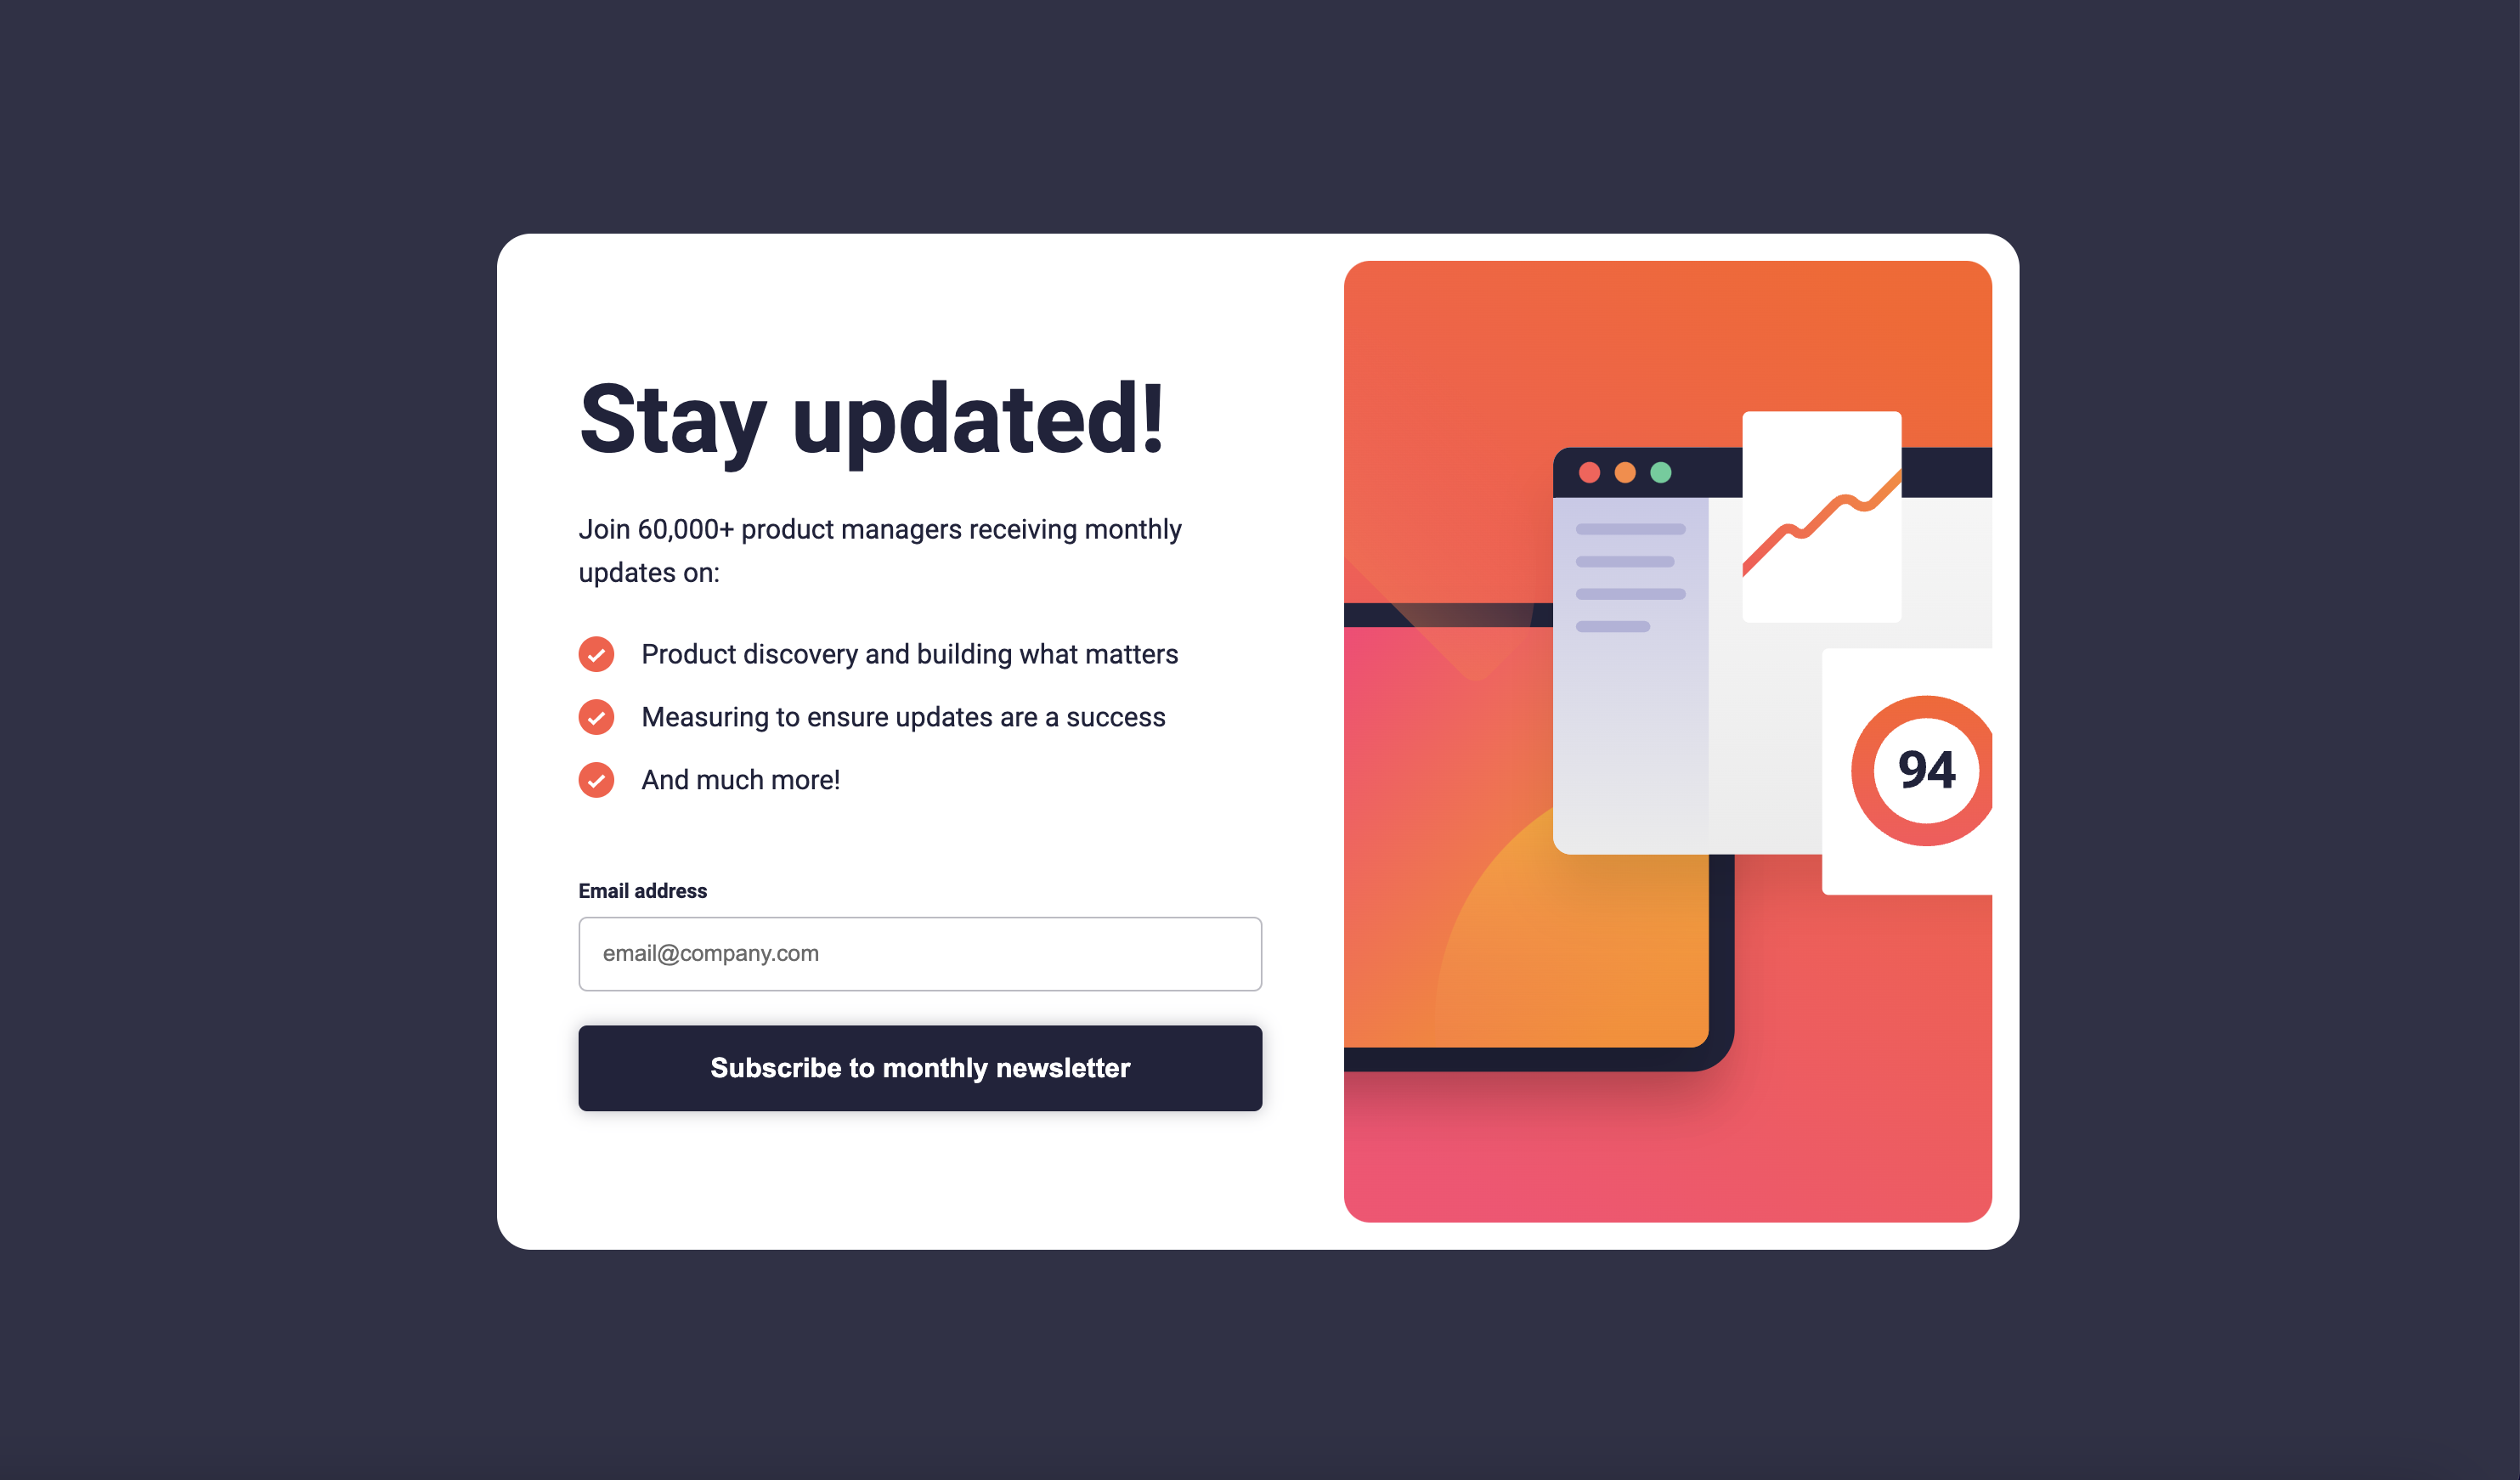 Stay updated!
Join 60,000+ product managers receiving monthly
updates on:
Product discovery and building what matters
Measuring to ensure updates are a success
And much more!
Email address
email@company.com
Subscribe to monthly newsletter
94